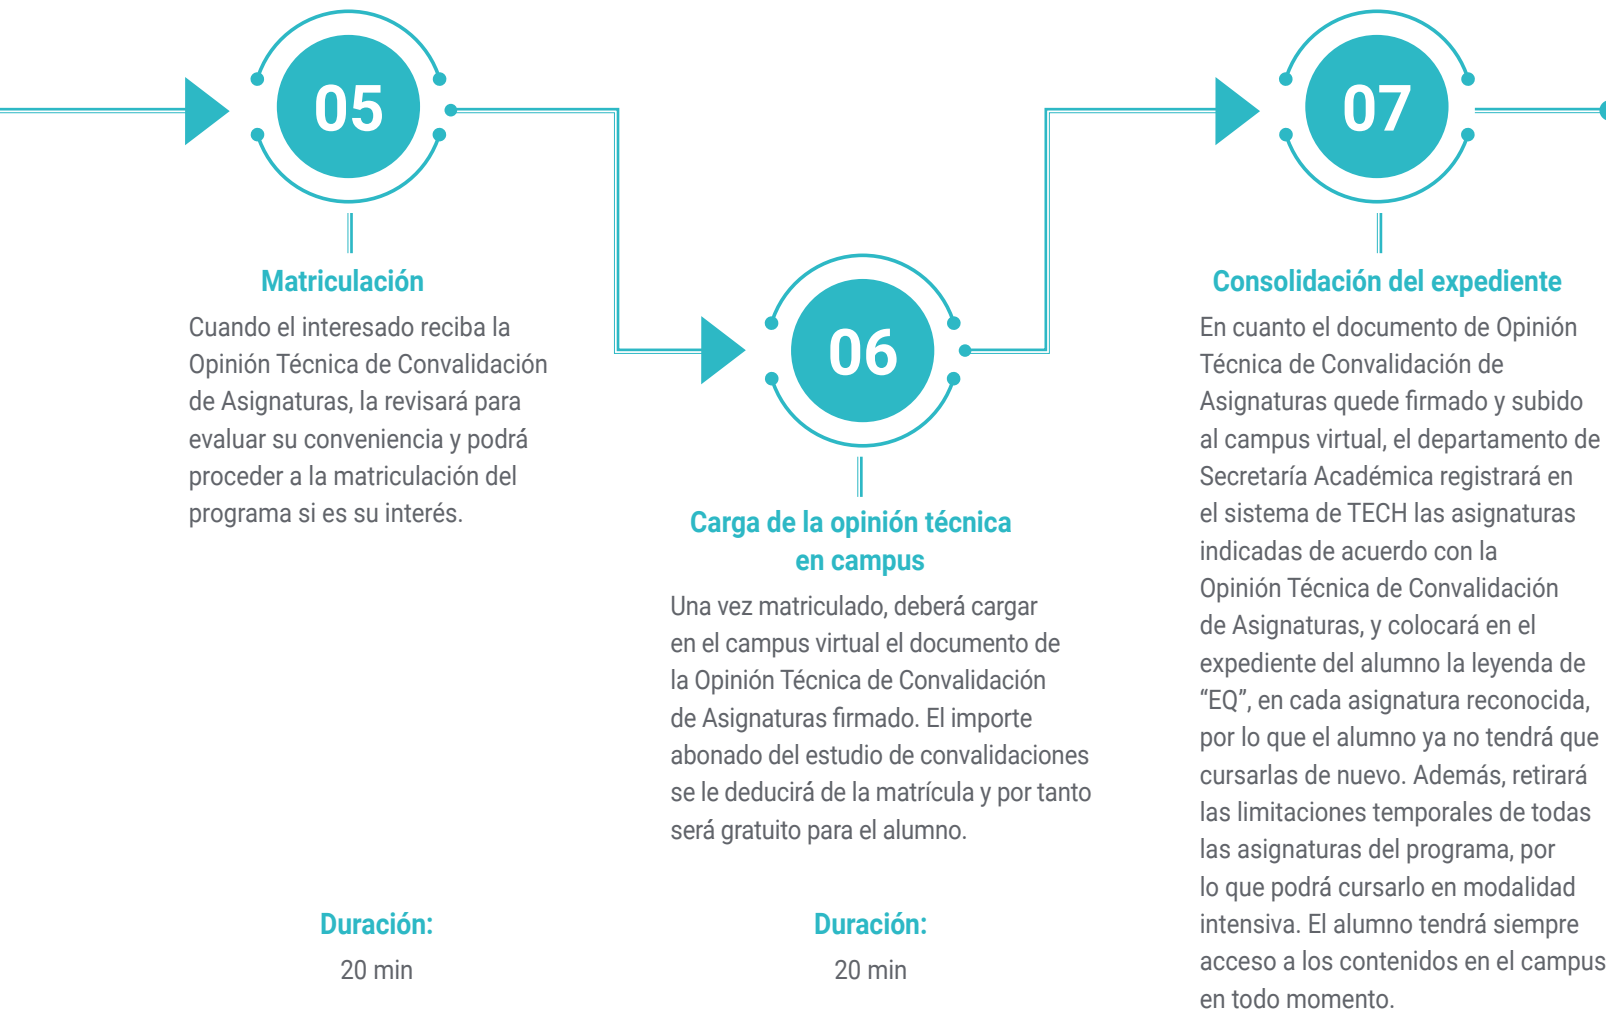 05
Matriculación
Cuando el interesado reciba la
Opinión Técnica de Convalidación
de Asignaturas, la revisará para
evaluar su conveniencia y podrá
proceder a la matriculación del
programa si es su interés.
Duración:
20 min
06
Carga de la opinión técnica
en campus
Una vez matriculado, deberá cargar
en el campus virtual el documento de
la Opinión Técnica de Convalidación
de Asignaturas firmado. El importe
abonado del estudio de convalidaciones
se le deducirá de la matrícula y por tanto
será gratuito para el alumno.
Duración:
20 min
07
Consolidación del expediente
En cuanto el documento de Opinión
Técnica de Convalidación de
Asignaturas quede firmado y subido
al campus virtual, el departamento de
Secretaría Académica registrará en
el sistema de TECH las asignaturas
indicadas de acuerdo con la
Opinión Técnica de Convalidación
de Asignaturas, y colocará en el
expediente del alumno la leyenda de
“EQ”, en cada asignatura reconocida,
por lo que el alumno ya no tendrá que
cursarlas de nuevo. Además, retirará
las limitaciones temporales de todas
las asignaturas del programa, por
lo que podrá cursarlo en modalidad
intensiva. El alumno tendrá siempre
acceso a los contenidos en el campus
en todo momento.